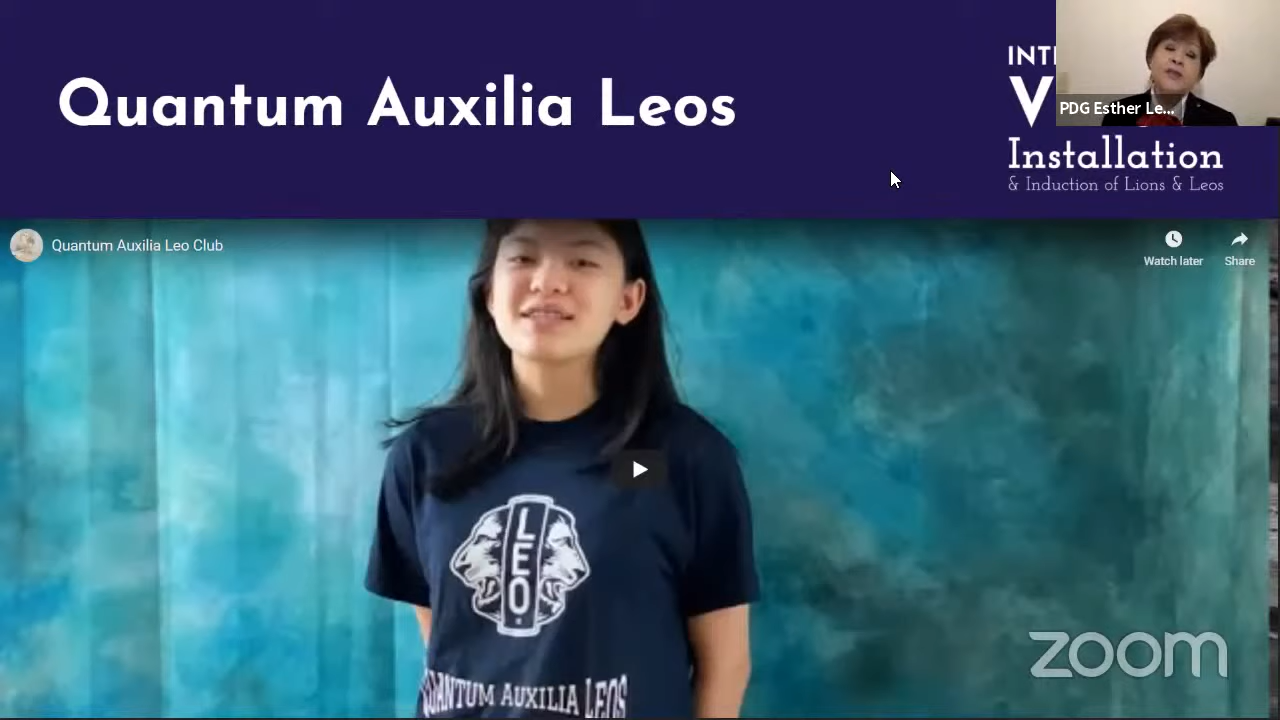 Quantum Auxilia Leos
PDG Esther Le...
Installation
& Induction of Lions & Leos
Quantum Auxilia Leo Club
Watch later
Share
LEO
QUANTUM AUXILIA LEOS
zoom